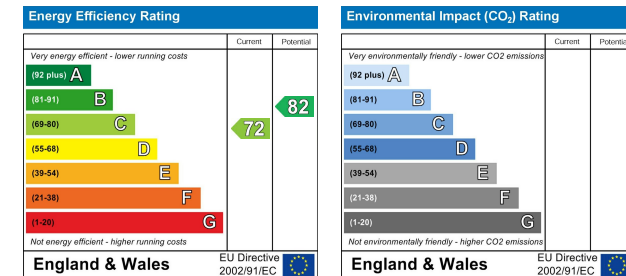 Energy Efficiency Rating
Current Potential
Very energy efficient - lower running costs
(92 plus) A
(81-91) B
82
(69-80) C
72
(55-68) D
(39-54) E
(21-38) F
(1-20) G
Not energy efficient - higher running costs
England & Wales
EU Directive
2002/91/EC
Environmental Impact (CO₂) Rating
Current Potential
Very environmentally friendly - lower CO2 emissions
(92 plus) A
(81-91) B
(69-80) C
(55-68) D
(39-54) E
(21-38) F
(1-20) G
Not environmentally friendly - higher CO2 emissions
England & Wales
EU Directive
2002/91/EC